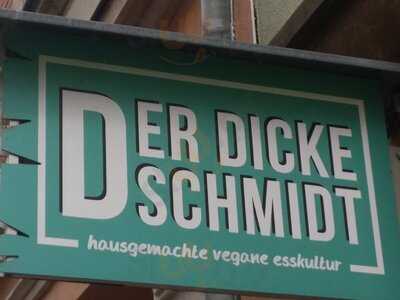 DER DICKE
SCHMIDT
hausgemachte vegane esskultur